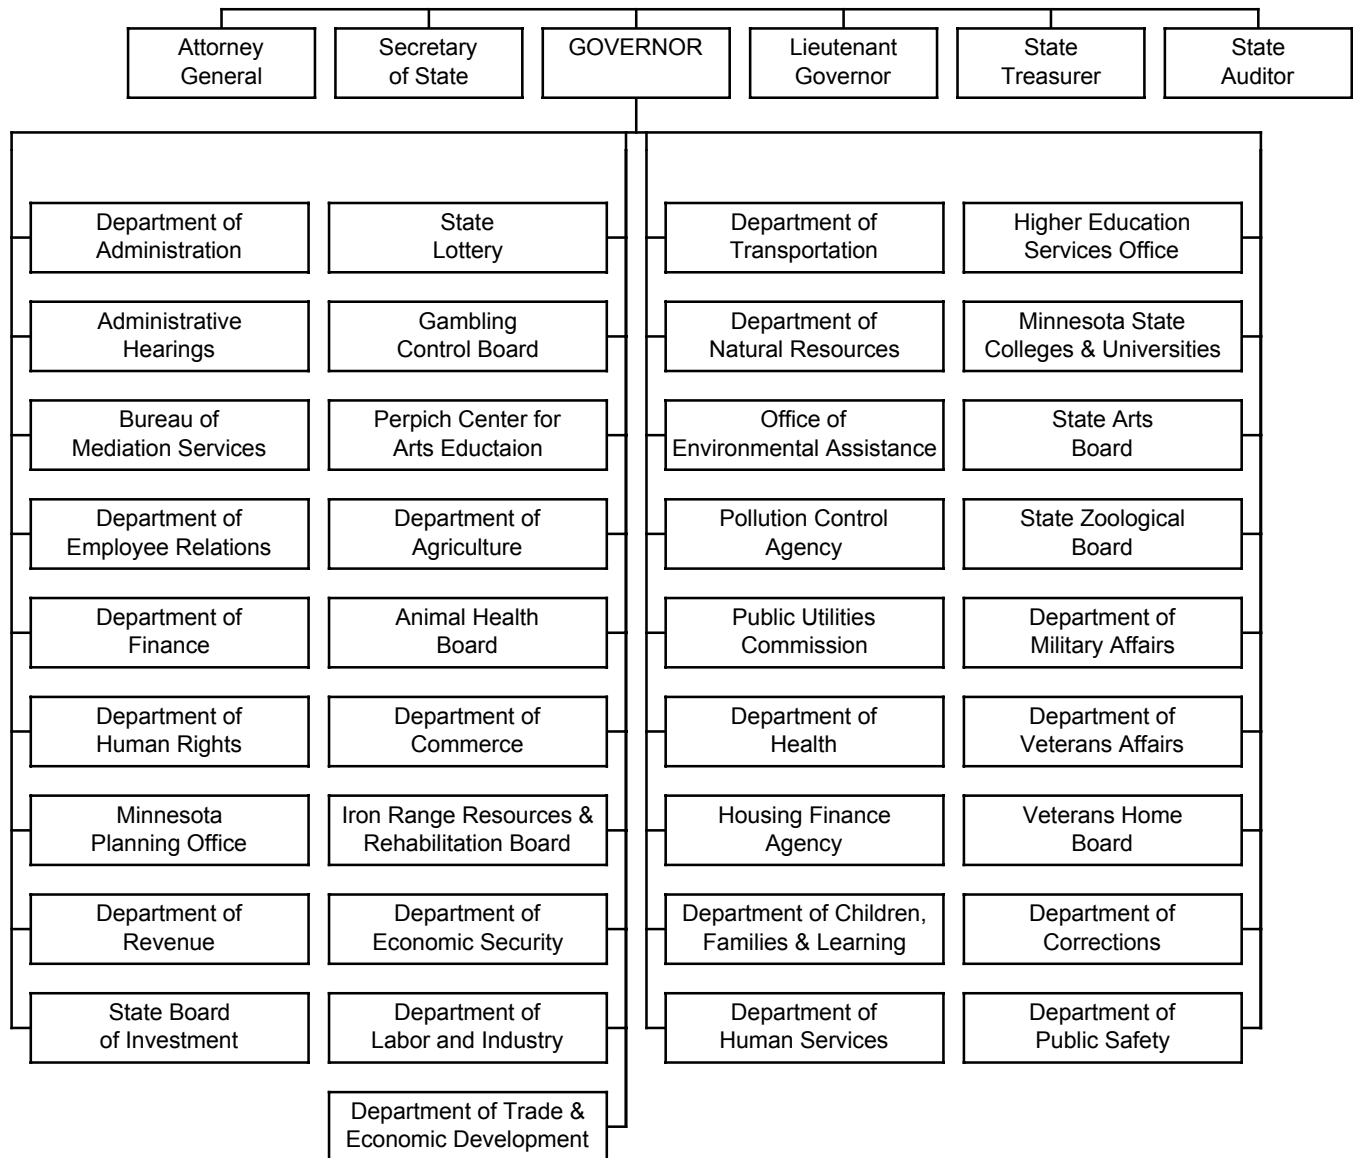 Attorney
General
Secretary
of State
GOVERNOR
Lieutenant
Governor
State
Treasurer
State
Auditor
Department of
Administration
State
Lottery
Department of
Transportation
Higher Education
Services Office
Administrative
Hearings
Gambling
Control Board
Department of
Natural Resources
Minnesota State
Colleges & Universities
Bureau of
Mediation Services
Perpich Center for
Arts Eductaion
Office of
Environmental Assistance
State Arts
Board
Department of
Employee Relations
Department of
Agriculture
Pollution Control
Agency
State Zoological
Board
Department of
Finance
Animal Health
Board
Public Utilities
Commission
Department of
Military Affairs
Department of
Human Rights
Department of
Commerce
Department of
Health
Department of
Veterans Affairs
Minnesota
Planning Office
Iron Range Resources &
Rehabilitation Board
Housing Finance
Agency
Veterans Home
Board
Department of
Revenue
Department of
Economic Security
Department of Children,
Families & Learning
Department of
Corrections
State Board
of Investment
Department of
Labor and Industry
Department of
Human Services
Department of
Public Safety
Department of Trade &
Economic Development